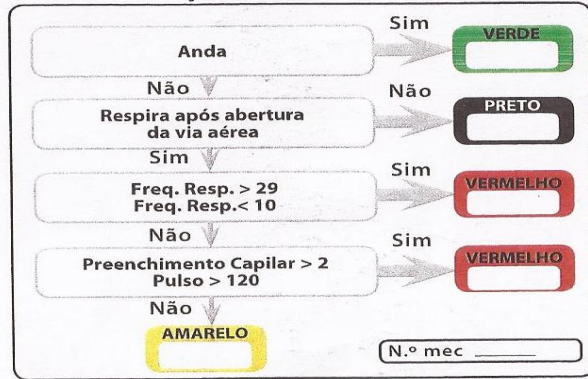 Sim
Anda
VERDE
Não
Não
Respira após abertura
da via aérea
PRETO
Sim
Sim
Freq. Resp. > 29
Freq. Resp.< 10
VERMELHO
Não
Sim
Preenchimento Capilar > 2
Pulso > 120
VERMELHO
Não
AMARELO
N.º mec ______